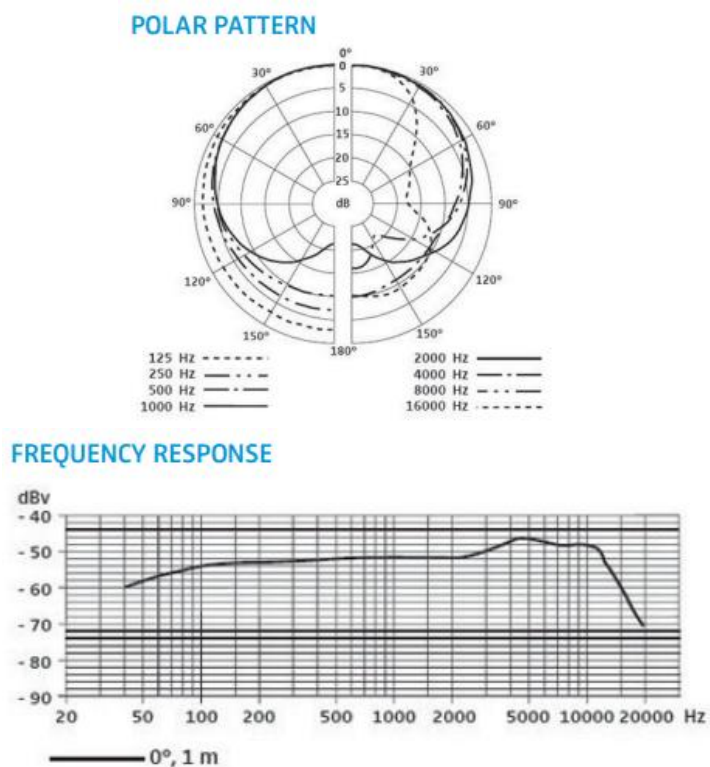 POLAR PATTERN
0°
30° 0 30°
5
60° 10 60°
15
20
25
90° dB 90°
120° 120°
150° 180° 150°
125 Hz 2000 Hz
250 Hz 4000 Hz
500 Hz 8000 Hz
1000 Hz 16000 Hz
FREQUENCY RESPONSE
dBv
- 40
- 50
- 60
- 70
- 80
- 90
20 50 100 200 500 1000 2000 5000 10000 20000 Hz
0°, 1 m